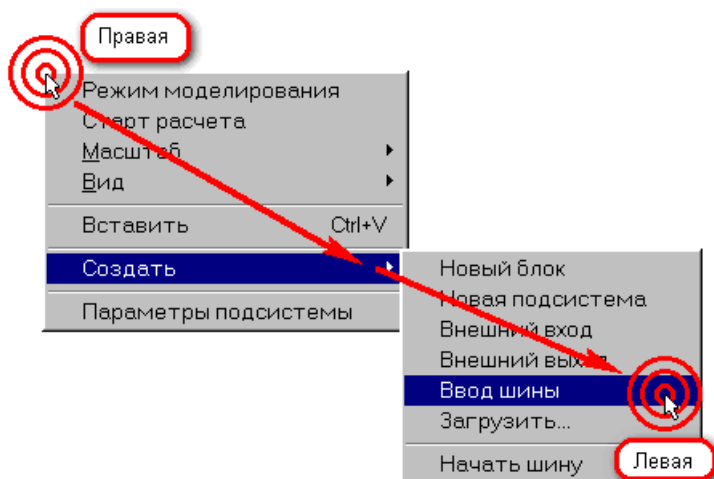 Правая
Режим моделирования
Старт расчета
Масштаб
Вид
Вставить Ctrl+V
Создать
Параметры подсистемы
Новый блок
Новая подсистема
Внешний вход
Внешний выход
Ввод шины
Загрузить...
Начать шину
Левая